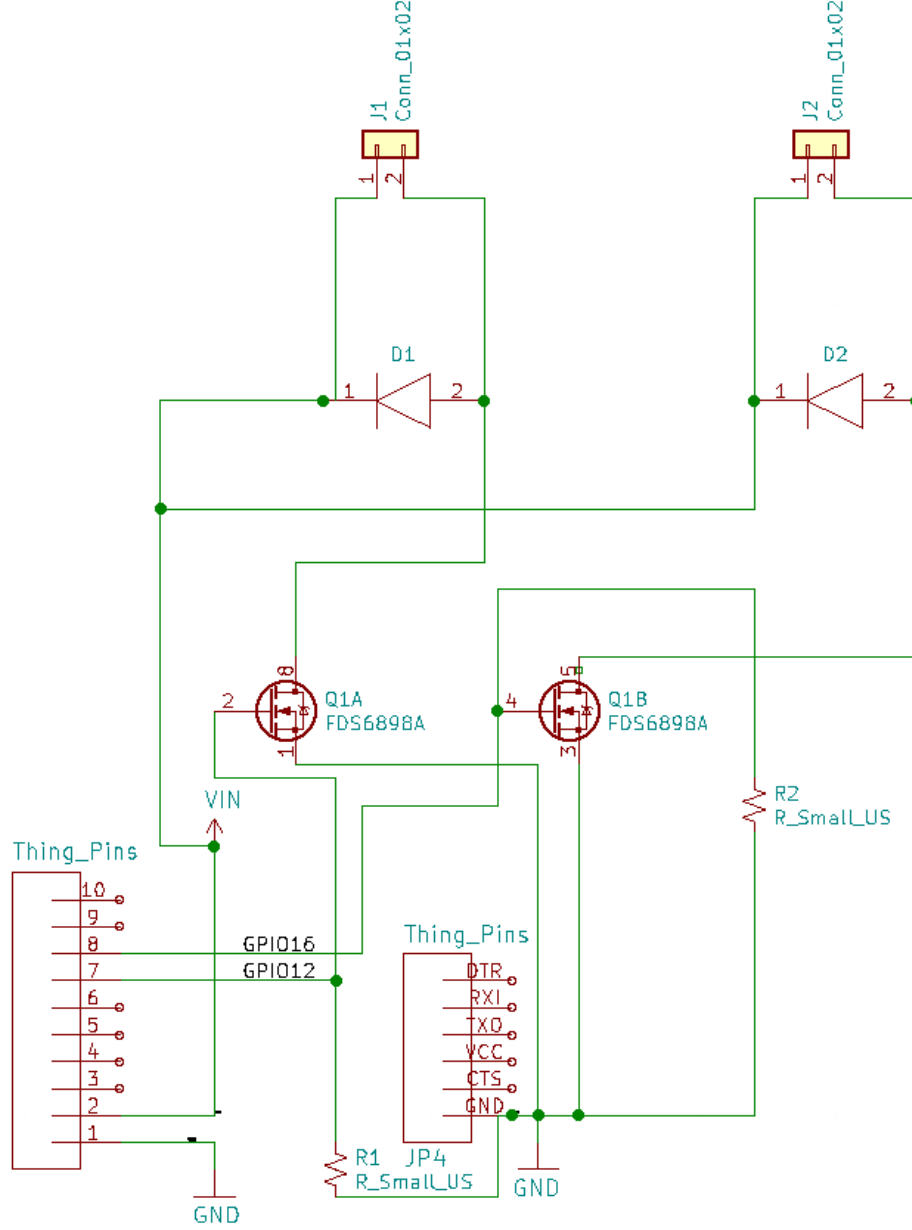 J1
Conn_01x02
J2
Conn_01x02
1
2
1
2
D1
1
2
D2
1
2
8
2
Q1A
FDS6898A
1
5
4
Q1B
FDS6898A
3
VIN
R2
R_Small_US
Thing_Pins
10
9
8
7
6
5
4
3
2
1
GPIO16
GPIO12
Thing_Pins
DTR
RXI
TXO
VCC
CTS
GND
JP4
R1
R_Small_US
GND
GND